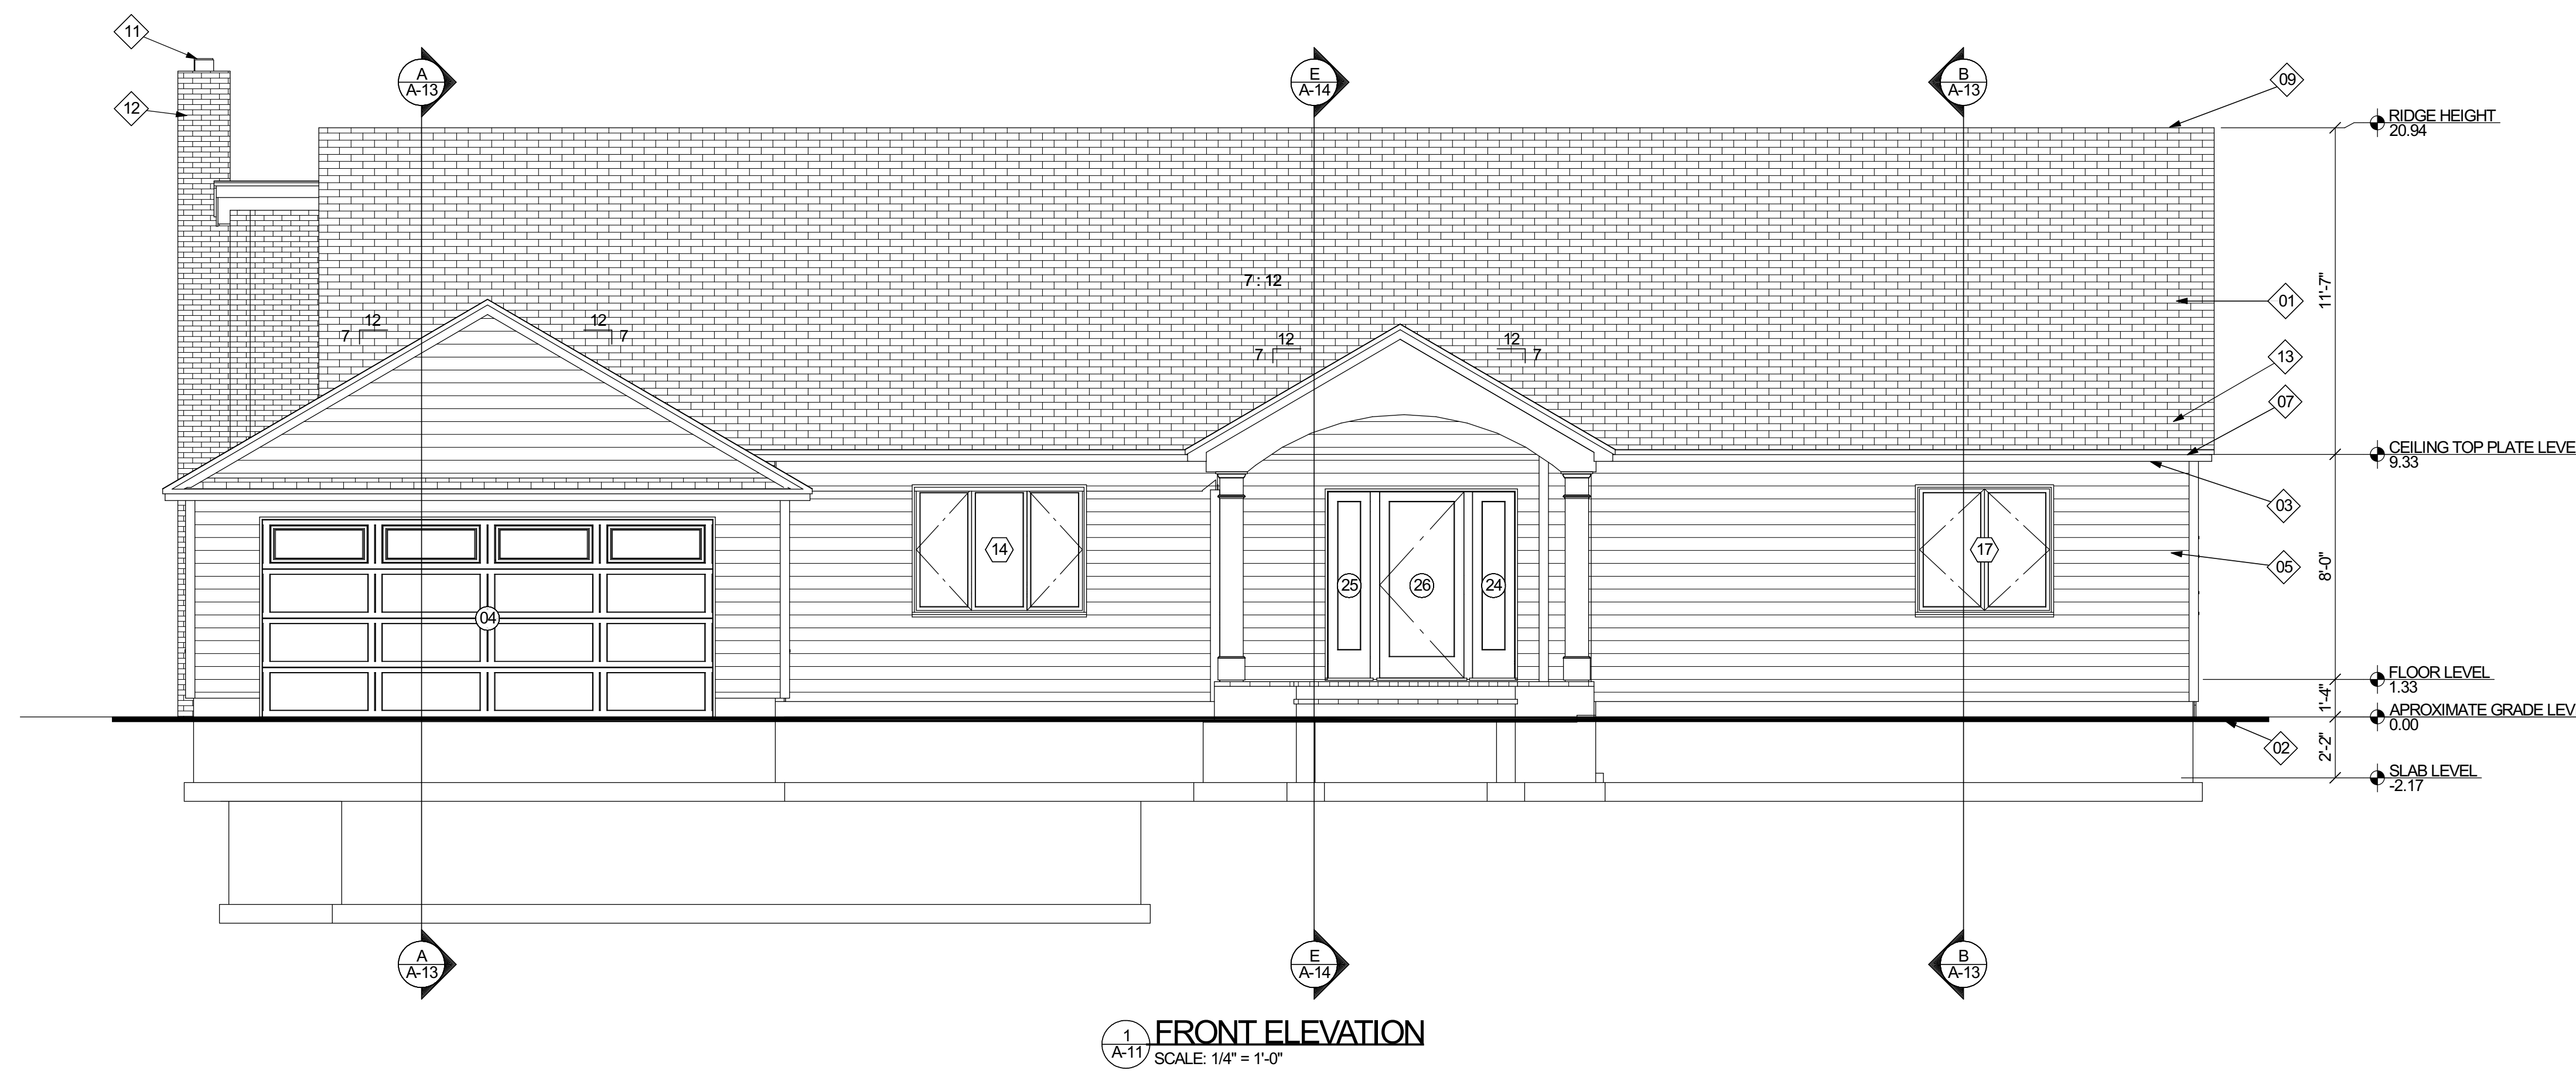 11
12
A
A-13
E
A-14
B
A-13
09
RIDGE HEIGHT
20.94
7 : 12
11'-7"
01
12
7
12
7
12
7
12
7
13
07
CEILING TOP PLATE LEVE
9.33
03
14
17
05
8'-0"
25
26
24
04
FLOOR LEVEL
1.33
1'-4"
APROXIMATE GRADE LEV
0.00
02
2'-2"
SLAB LEVEL
-2.17
A
A-13
E
A-14
B
A-13
1
A-11
FRONT ELEVATION
SCALE: 1/4" = 1'-0"